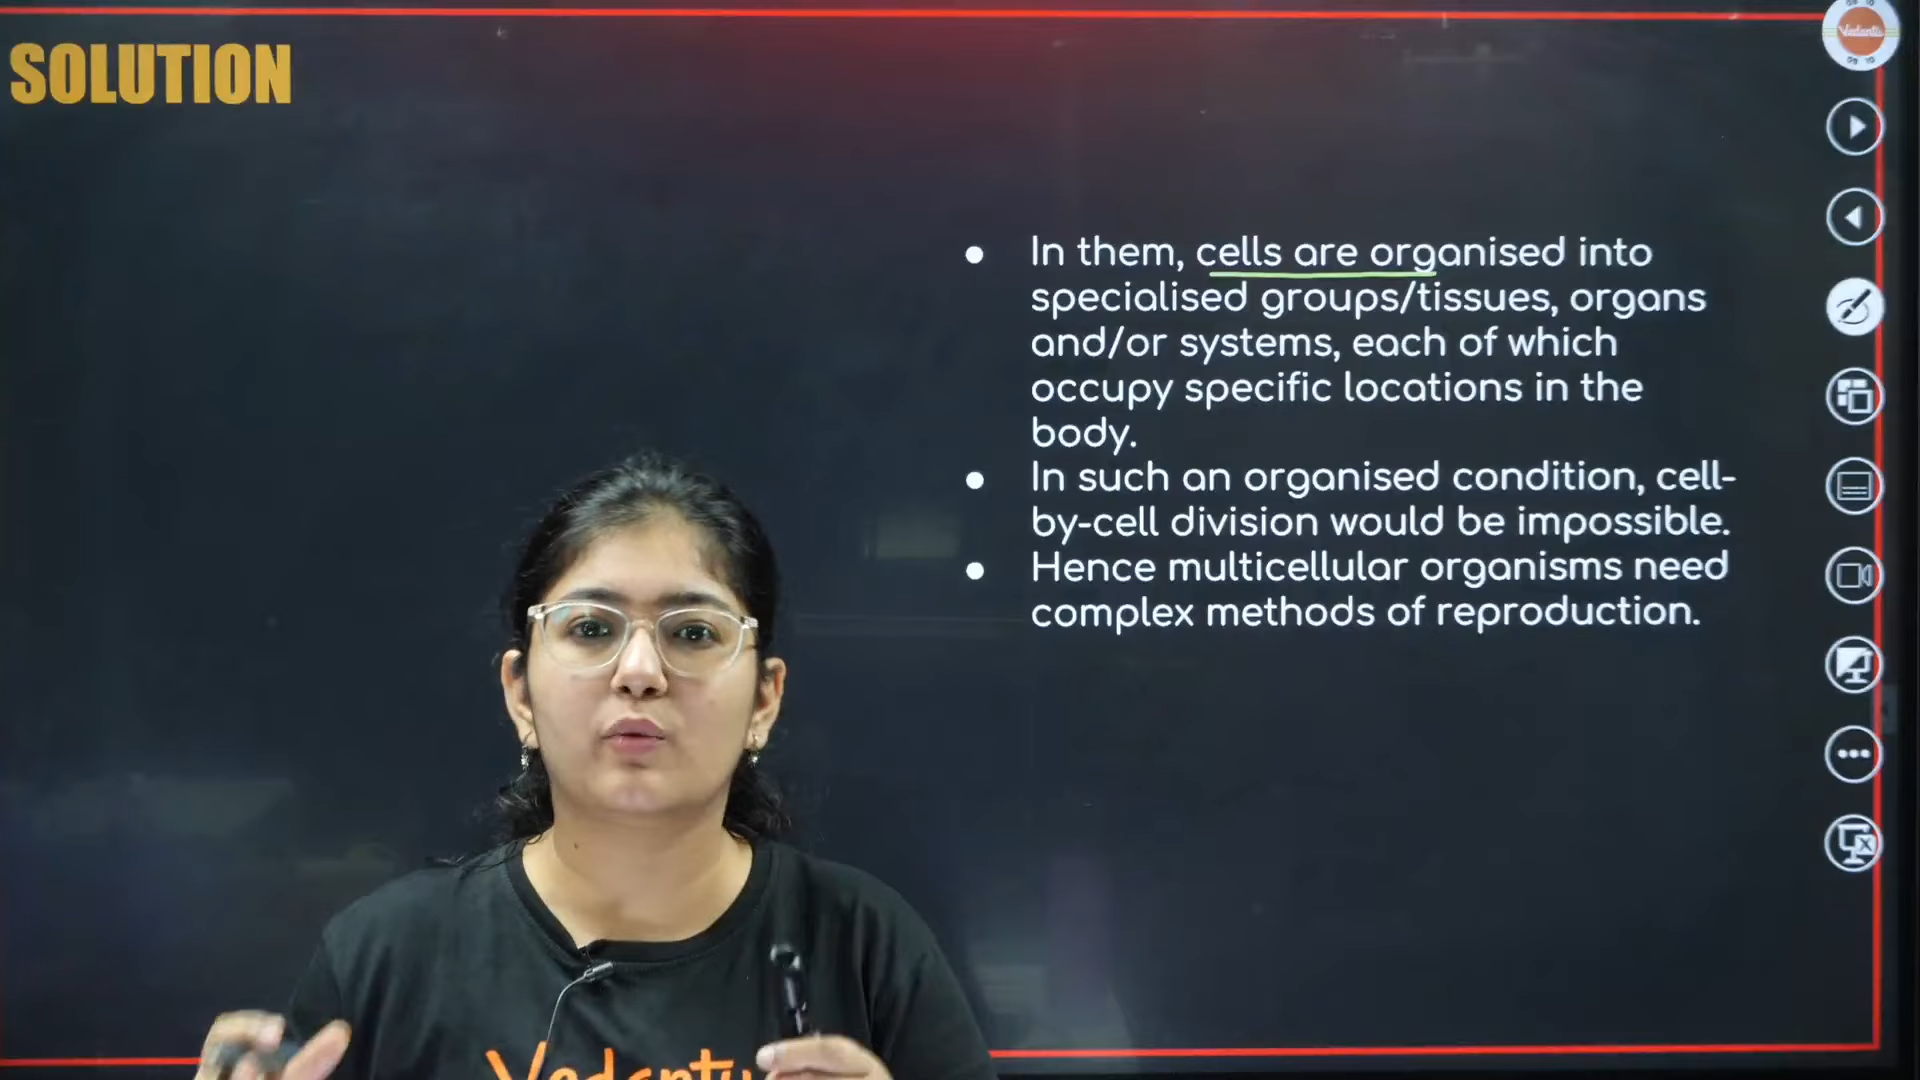 SOLUTION
Vedantu
• In them, cells are organised into
specialised groups/tissues, organs
and/or systems, each of which
occupy specific locations in the
body.
• In such an organised condition, cell-
by-cell division would be impossible.
• Hence multicellular organisms need
complex methods of reproduction.
Vedantu